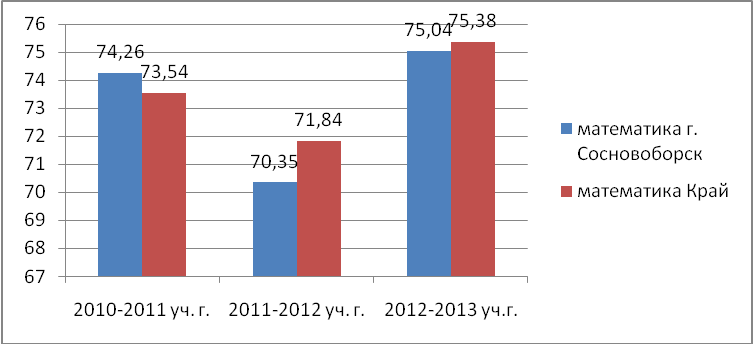 76
75
74
73
72
71
70
69
68
67
74,26
73,54
70,35
71,84
75,04
75,38
2010-2011 уч. г.
2011-2012 уч. г.
2012-2013 уч.г.
математика г.
Сосновоборск
математика Край